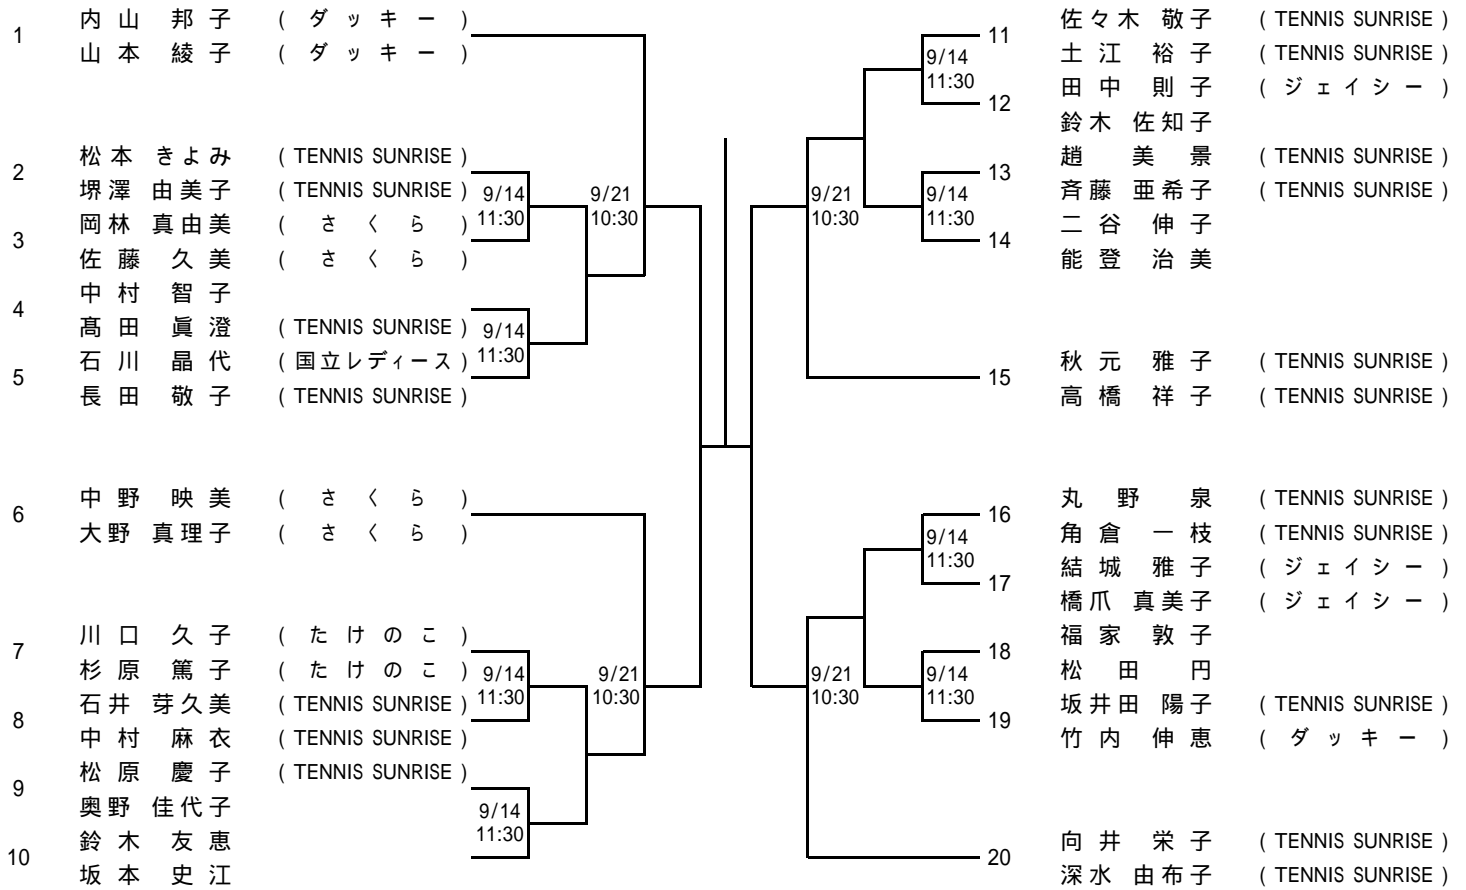 1 内山 邦子 (ダッキー)
山本 綾子 (ダッキー)
2 松本 きよみ (TENNIS SUNRISE)
堺澤 由美子 (TENNIS SUNRISE)
3 岡林 真由美 (さくら)
佐藤 久美 (さくら)
9/14
11:30
4 中村 智子
髙田 眞澄 (TENNIS SUNRISE)
5 石川 晶代 (国立レディース)
長田 敬子 (TENNIS SUNRISE)
9/14
11:30
9/21
10:30
6 中野 映美 (さくら)
大野 真理子 (さくら)
7 川口 久子 (たけのこ)
杉原 篤子 (たけのこ)
8 石井 芽久美 (TENNIS SUNRISE)
中村 麻衣 (TENNIS SUNRISE)
9/14
11:30
9 松原 慶子 (TENNIS SUNRISE)
奥野 佳代子
10 鈴木 友恵
坂本 史江
9/14
11:30
9/21
10:30
11 佐々木 敬子 (TENNIS SUNRISE)
土江 裕子 (TENNIS SUNRISE)
12 田中 則子 (ジェイシー)
鈴木 佐知子
9/14
11:30
13 趙 美景 (TENNIS SUNRISE)
斉藤 亜希子 (TENNIS SUNRISE)
14 二谷 伸子
能登 治美
9/14
11:30
9/21
10:30
15 秋元 雅子 (TENNIS SUNRISE)
高橋 祥子 (TENNIS SUNRISE)
16 丸野 泉 (TENNIS SUNRISE)
角倉 一枝 (TENNIS SUNRISE)
17 結城 雅子 (ジェイシー)
橋爪 真美子 (ジェイシー)
9/14
11:30
18 福家 敦子
松田 円
19 坂井田 陽子 (TENNIS SUNRISE)
竹内 伸恵 (ダッキー)
9/14
11:30
9/21
10:30
20 向井 栄子 (TENNIS SUNRISE)
深水 由布子 (TENNIS SUNRISE)